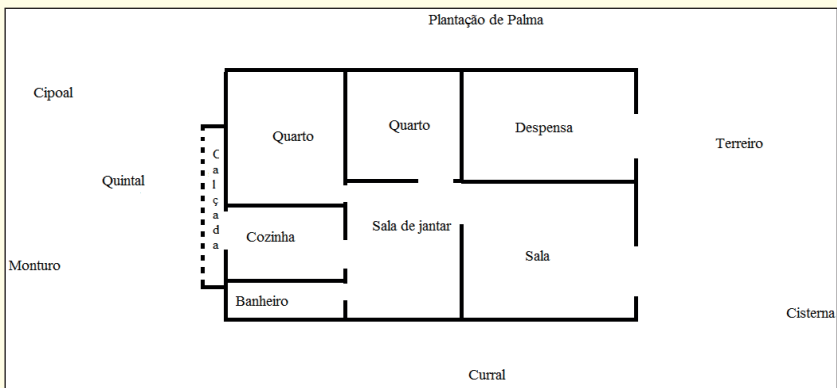 Plantação de Palma
Cipoal
Quarto
Quarto
Despensa
Terreiro
Calçada
Quintal
Sala de jantar
Cozinha
Sala
Monturo
Banheiro
Cisterna
Curral